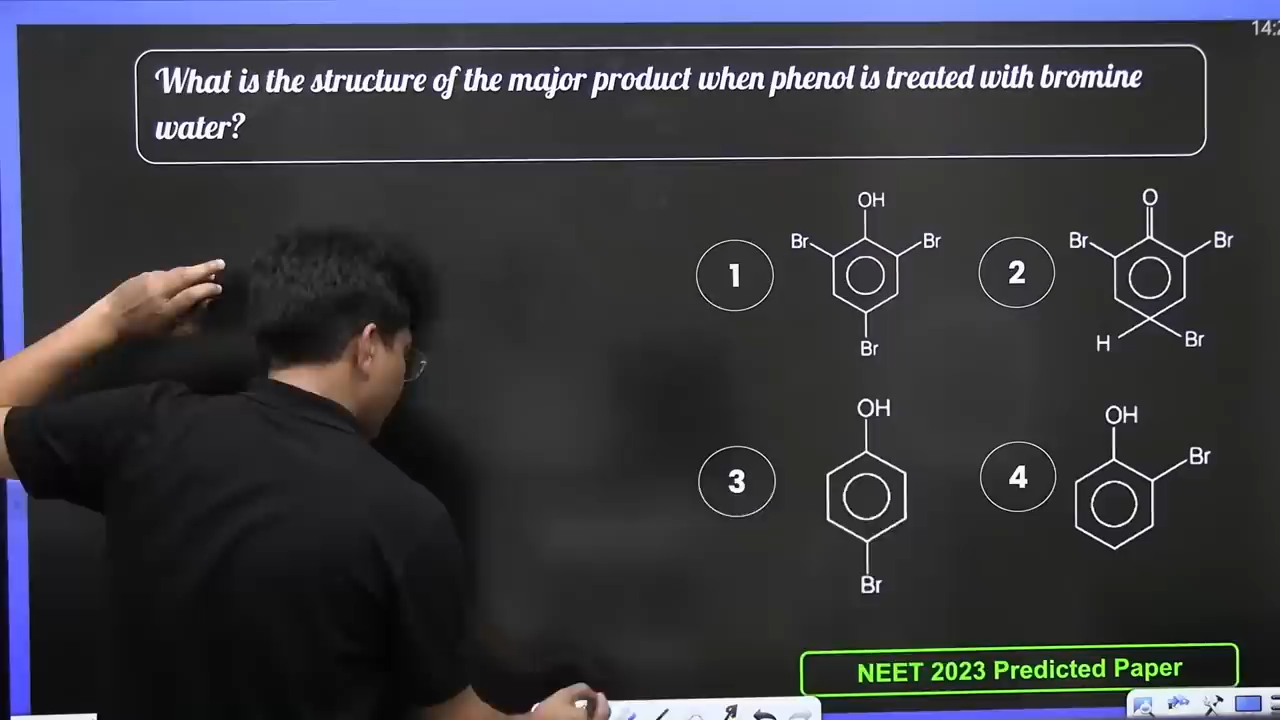 14:2
What is the structure of the major product when phenol is treated with bromine
water?
1
OH
Br
Br
Br
2
O
Br
Br
H
Br
3
OH
Br
4
OH
Br
NEET 2023 Predicted Paper